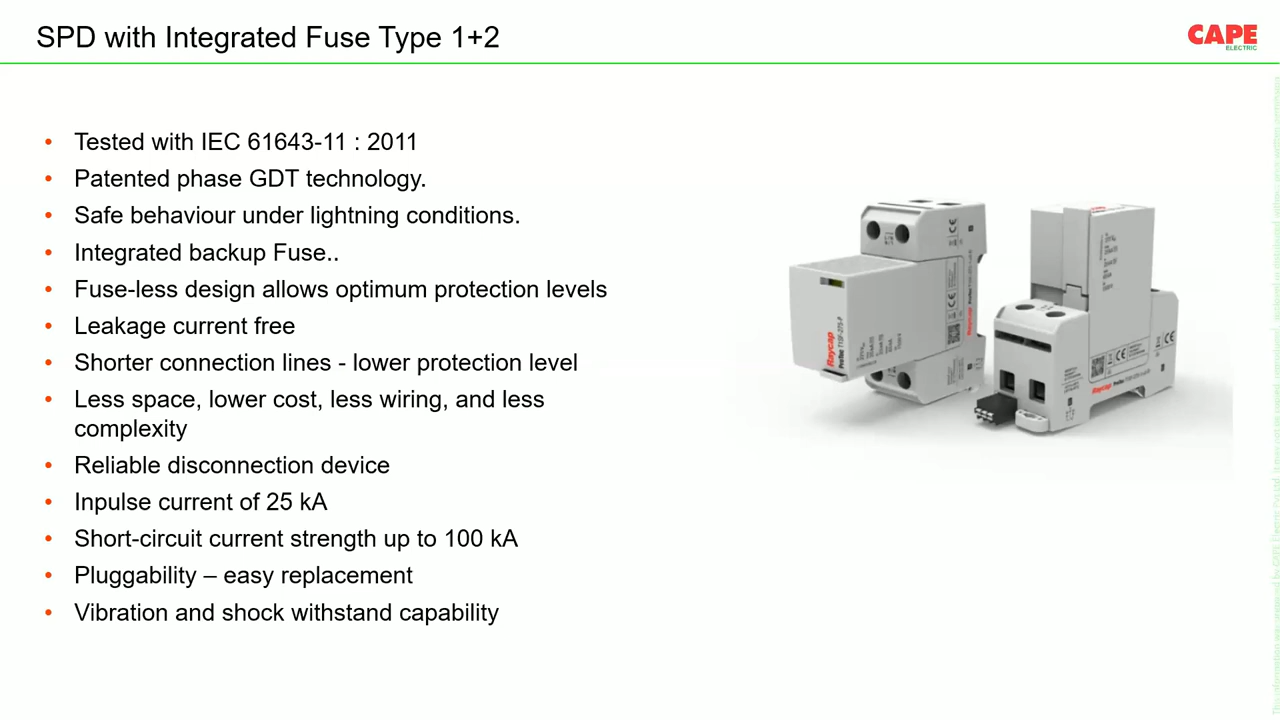 SPD with Integrated Fuse Type 1+2
CAPE
ELECTRIC
• Tested with IEC 61643-11 : 2011
• Patented phase GDT technology.
• Safe behaviour under lightning conditions.
• Integrated backup Fuse..
• Fuse-less design allows optimum protection levels
• Leakage current free
• Shorter connection lines - lower protection level
• Less space, lower cost, less wiring, and less
complexity
• Reliable disconnection device
• Inpulse current of 25 kA
• Short-circuit current strength up to 100 kA
• Pluggability – easy replacement
• Vibration and shock withstand capability
Raycap
Raycap